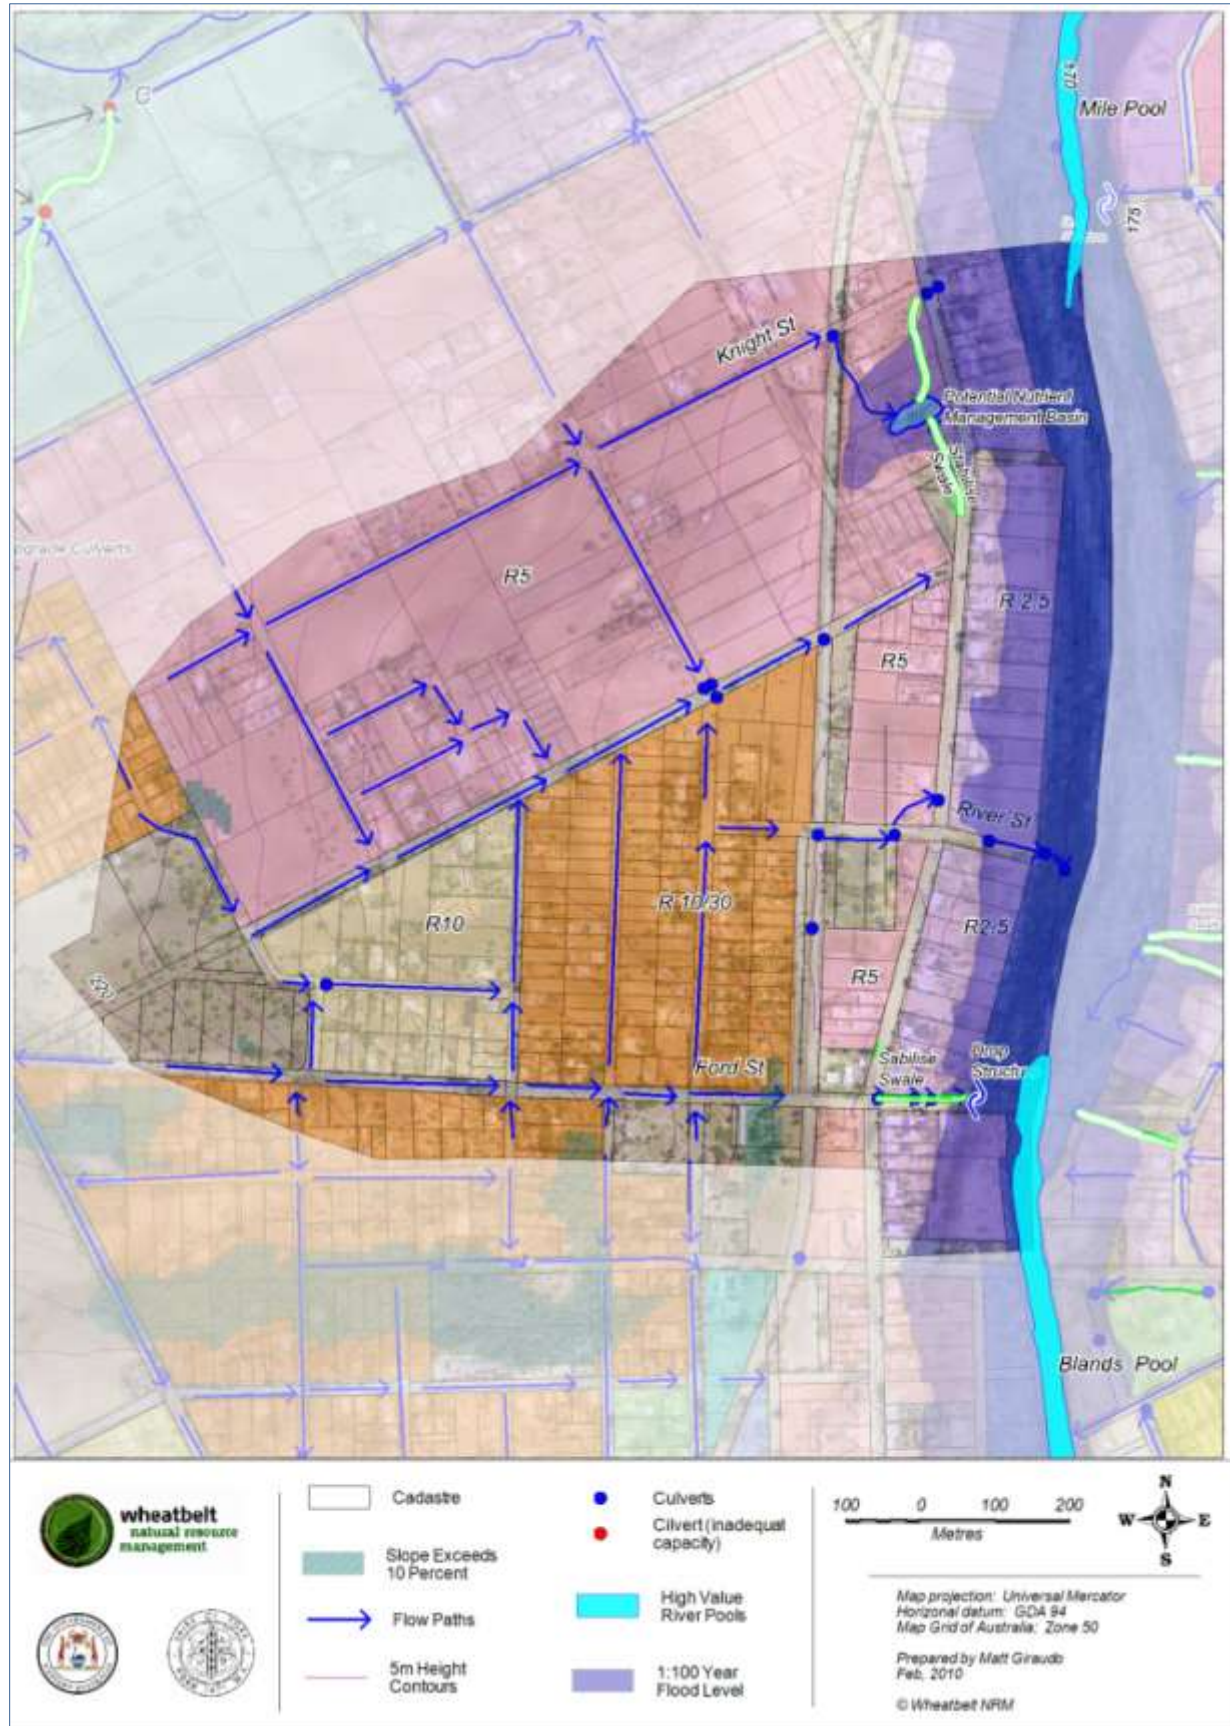 C
170
Mile Pool
175
Knight St
Potential Nutrient
Management Basin
Stabilise
Swale
pgrade Culverts
R5
R 2.5
R5
River St
R 10/30
R10
R2.5
R5
220
Ford St
Sabilise
Swale
Drop
Structu
Blands Pool
wheatbelt
natural resource
management
Cadastre
Slope Exceeds
10 Percent
Flow Paths
5m Height
Contours
Culverts
Cilvert (inadequat
capacity)
High Value
River Pools
1:100 Year
Flood Level
100 0 100 200
Metres
N
W E
S
Map projection: Universal Mercator
Horizonal datum: GDA 94
Map Grid of Australia: Zone 50
Prepared by Matt Giraudo
Feb, 2010
© Wheatbelt NRM